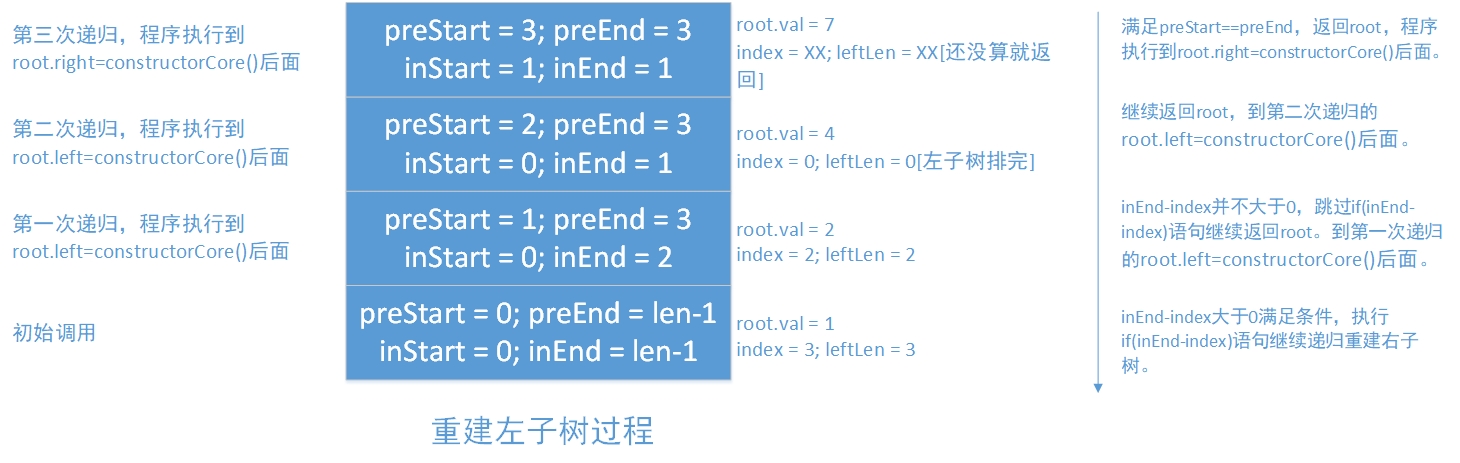 第三次递归，程序执行到
root.right=constructorCore()后面
preStart = 3; preEnd = 3
inStart = 1; inEnd = 1
root.val = 7
index = XX; leftLen = XX[还没算就返
回]
满足preStart==preEnd，返回root，程序
执行到root.right=constructorCore()后面。
第二次递归，程序执行到
root.left=constructorCore()后面
preStart = 2; preEnd = 3
inStart = 0; inEnd = 1
root.val = 4
index = 0; leftLen = 0[左子树排完]
继续返回root，到第二次递归的
root.left=constructorCore()后面。
第一次递归，程序执行到
root.left=constructorCore()后面
preStart = 1; preEnd = 3
inStart = 0; inEnd = 2
root.val = 2
index = 2; leftLen = 2
inEnd-index并不大于0，跳过if(inEnd-
index)语句继续返回root。到第一次递归
的root.left=constructorCore()后面。
初始调用
preStart = 0; preEnd = len-1
inStart = 0; inEnd = len-1
root.val = 1
index = 3; leftLen = 3
inEnd-index大于0满足条件，执行
if(inEnd-index)语句继续递归重建右子
树。
重建左子树过程